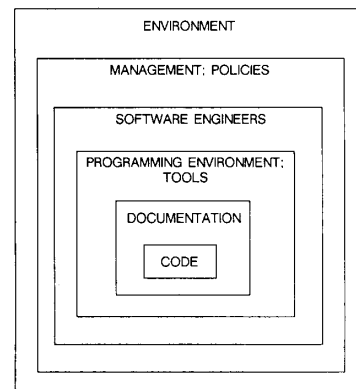 ENVIRONMENT
MANAGEMENT; POLICIES
SOFTWARE ENGINEERS
PROGRAMMING ENVIRONMENT;
TOOLS
DOCUMENTATION
CODE